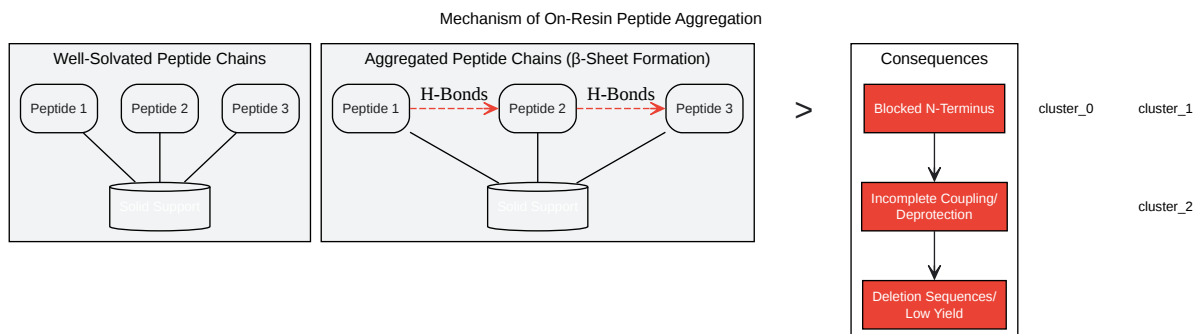 Mechanism of On-Resin Peptide Aggregation
Well-Solvated Peptide Chains
Peptide 1
Peptide 2
Peptide 3
Solid Support
Aggregated Peptide Chains (β-Sheet Formation)
Peptide 1
H-Bonds
Peptide 2
H-Bonds
Peptide 3
Solid Support
>
Consequences
Blocked N-Terminus
Incomplete Coupling/
Deprotection
Deletion Sequences/
Low Yield
cluster_0
cluster_1
cluster_2